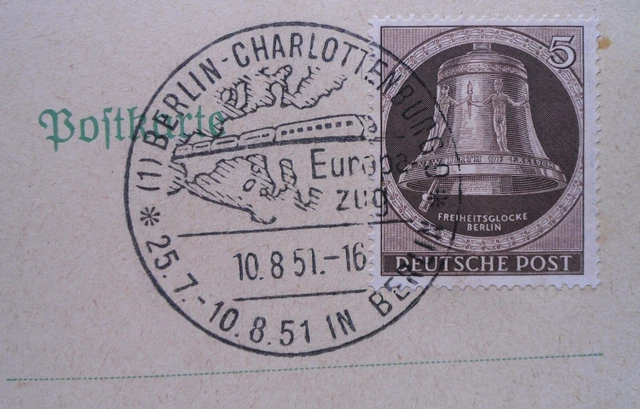 Postkarte
(1) BERLIN-CHARLOTTENBURG
Europa
zug
10.8 51.-16
* 25.7.-10.8.51 IN BERLIN *
5
FREIHEITSGLOCKE
BERLIN
DEUTSCHE POST